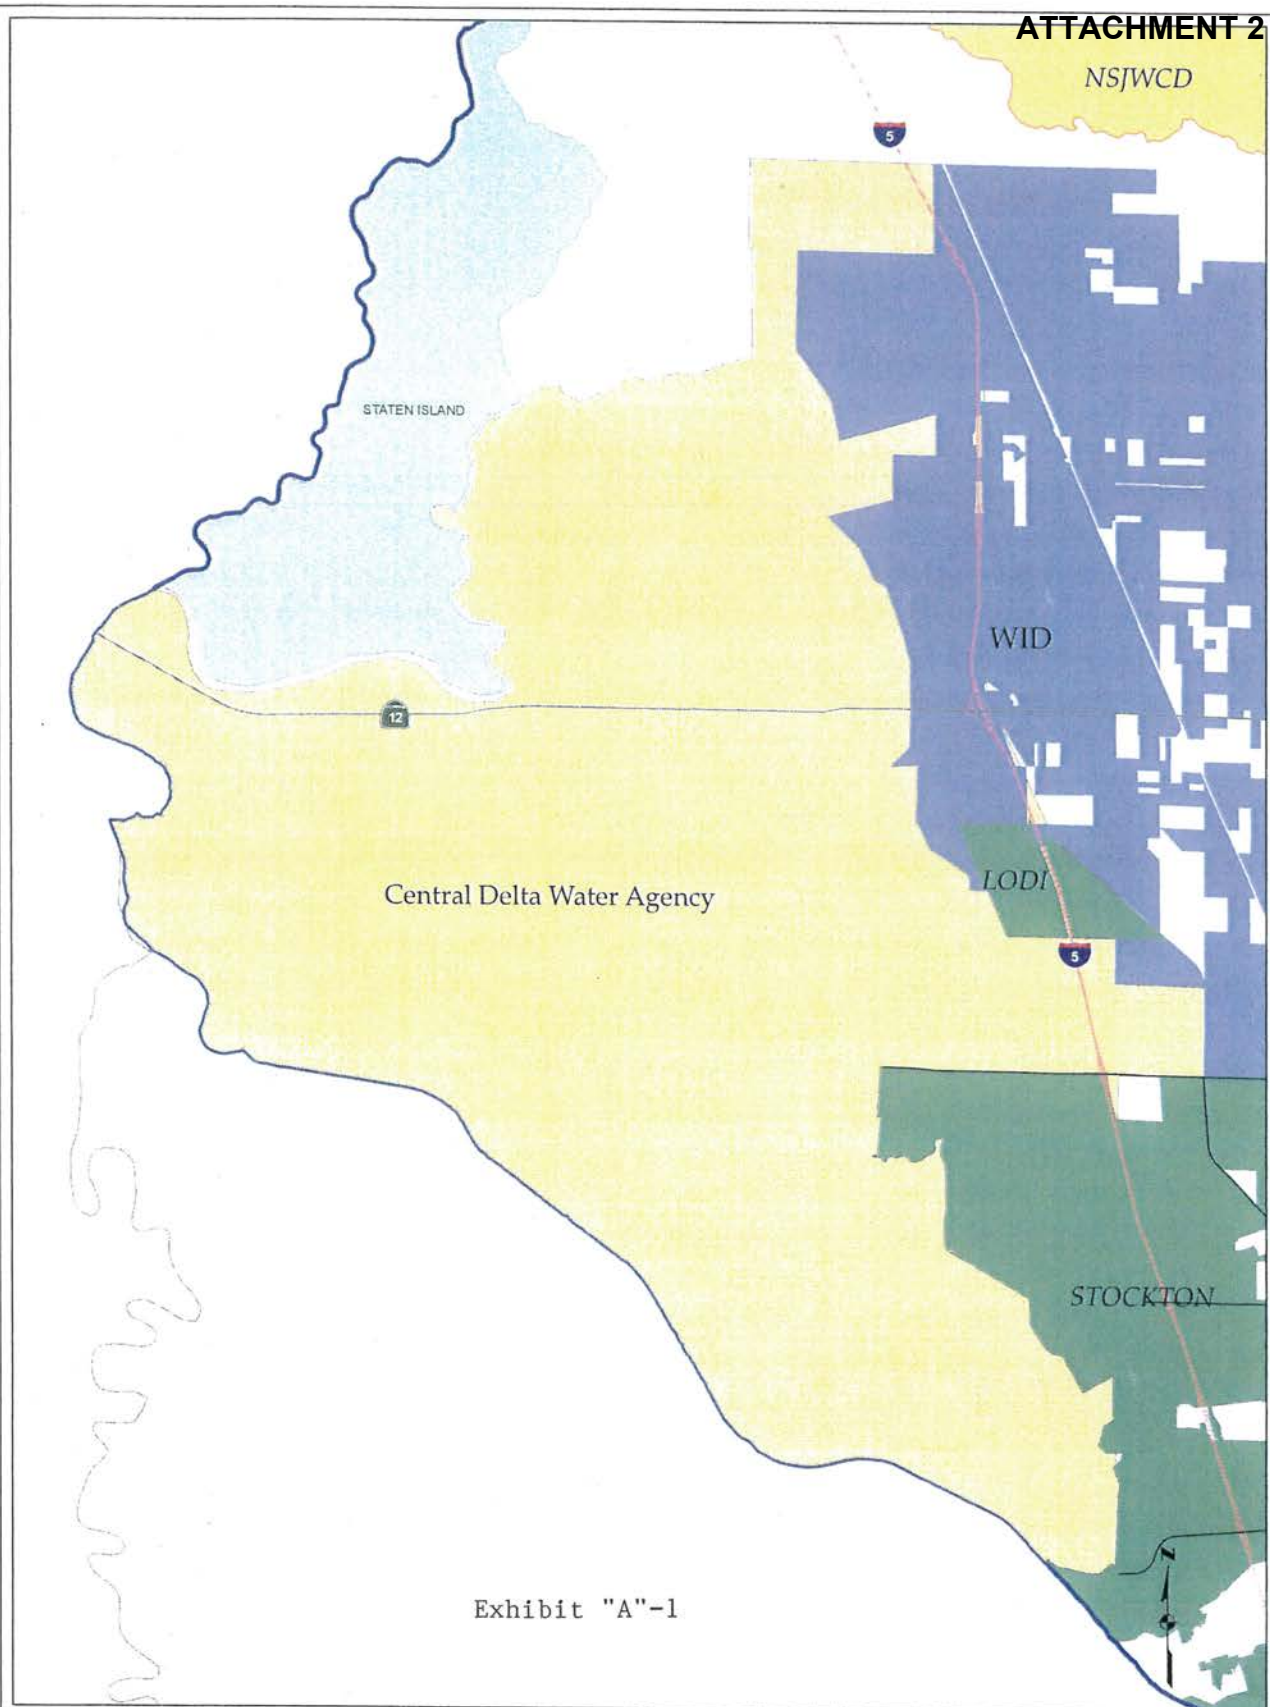 ATTACHMENT 2
NSJWCD
5
STATEN ISLAND
WID
12
LODI
Central Delta Water Agency
5
STOCKTON
N
Exhibit "A"-1